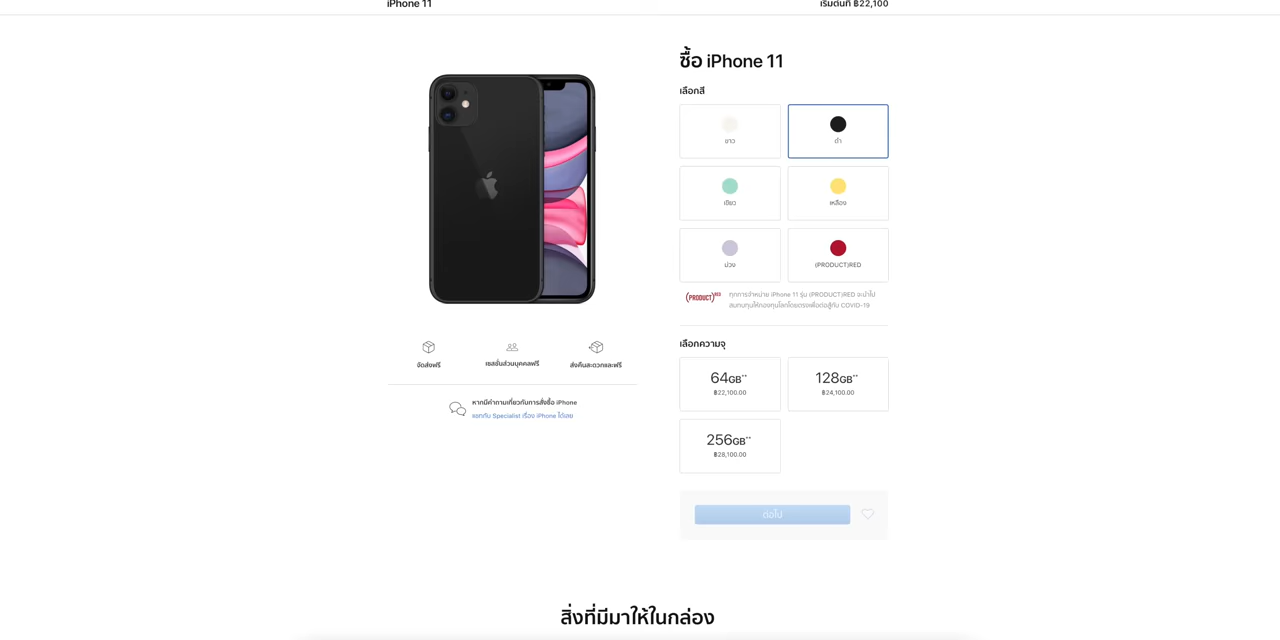 iPhone 11
เริ่มต้นที่ ฿22,100
ซื้อ iPhone 11
เลือกสี
ขาว
ดำ
เขียว
เหลือง
ม่วง
(PRODUCT)RED
(PRODUCT)RED
ทุกการจำหน่าย iPhone 11 รุ่น (PRODUCT)RED จะนำไป
สมทบทุนให้กองทุนโลกโดยตรงเพื่อต่อสู้กับ COVID-19
จัดส่งฟรี
เซสชั่นส่วนบุคคลฟรี
ส่งคืนสะดวกและฟรี
หากมีคำถามเกี่ยวกับการสั่งซื้อ iPhone
แชทกับ Specialist เรื่อง iPhone ได้เลย
เลือกความจุ
64GB**
฿22,100.00
128GB**
฿24,100.00
256GB**
฿28,100.00
ต่อไป
สิ่งที่มีมาให้ในกล่อง